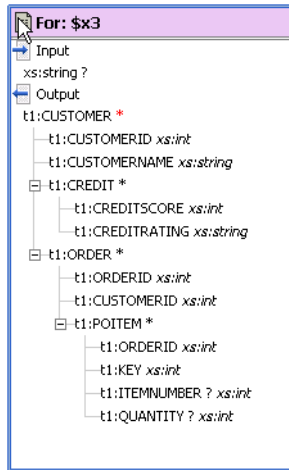 For: $x3
Input
xs:string ?
Output
t1:CUSTOMER *
t1:CUSTOMERID xs:int
t1:CUSTOMERNAME xs:string
t1:CREDIT *
t1:CREDITSCORE xs:int
t1:CREDITRATING xs:string
t1:ORDER *
t1:ORDERID xs:int
t1:CUSTOMERID xs:int
t1:POITEM *
t1:ORDERID xs:int
t1:KEY xs:int
t1:ITEMNUMBER ? xs:int
t1:QUANTITY ? xs:int